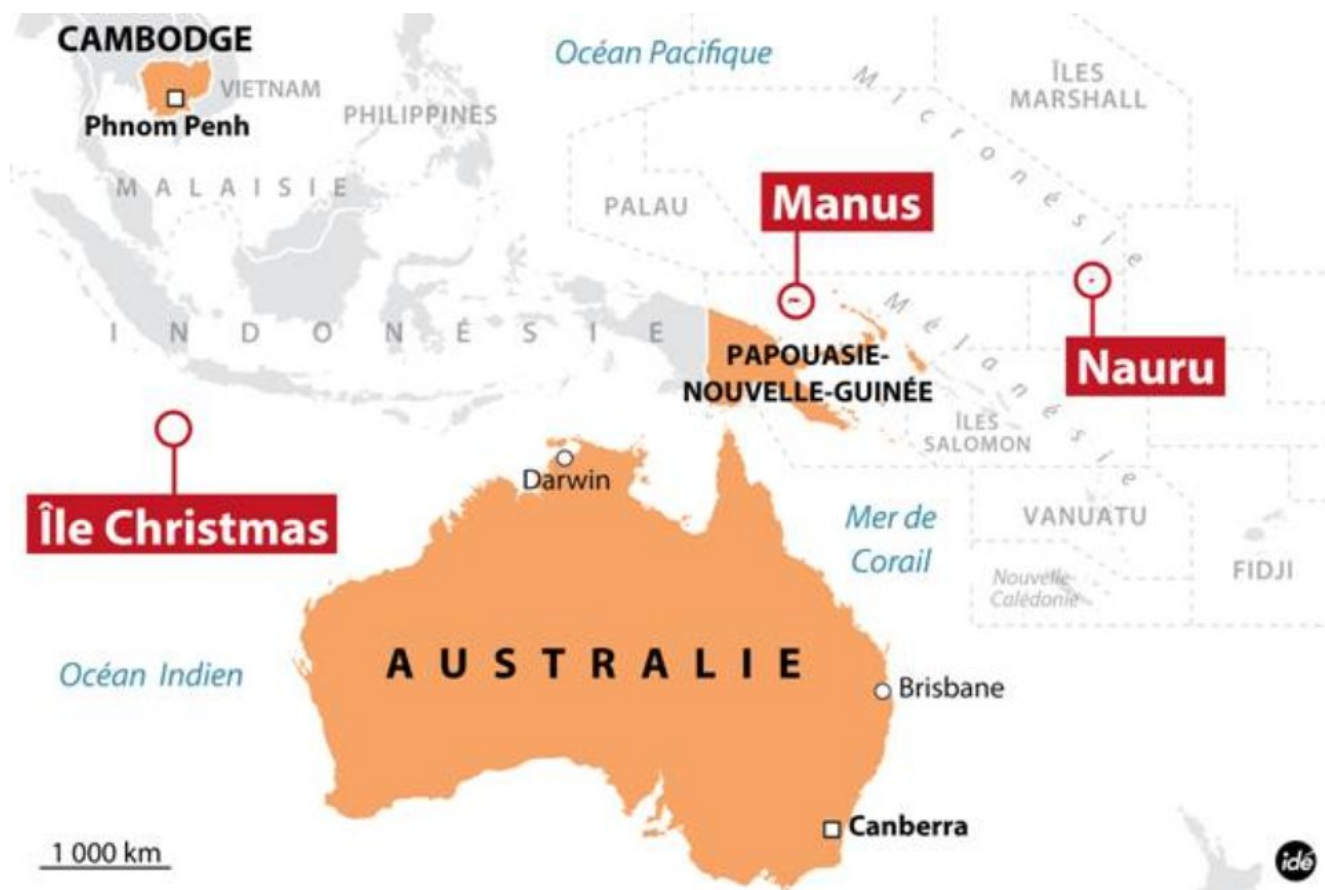 CAMBODGE
VIETNAM
Phnom Penh
PHILIPPINES
MALAISIE
INDONÉSIE
Océan Pacifique
Micronésie
ÎLES
MARSHALL
PALAU
Manus
Nauru
Mélanésie
PAPOUASIE-
NOUVELLE-GUINÉE
ÎLES
SALOMON
Île Christmas
Darwin
Mer de
Corail
VANUATU
Nouvelle-
Calédonie
FIDJI
Océan Indien
AUSTRALIE
Brisbane
Canberra
1 000 km
idé